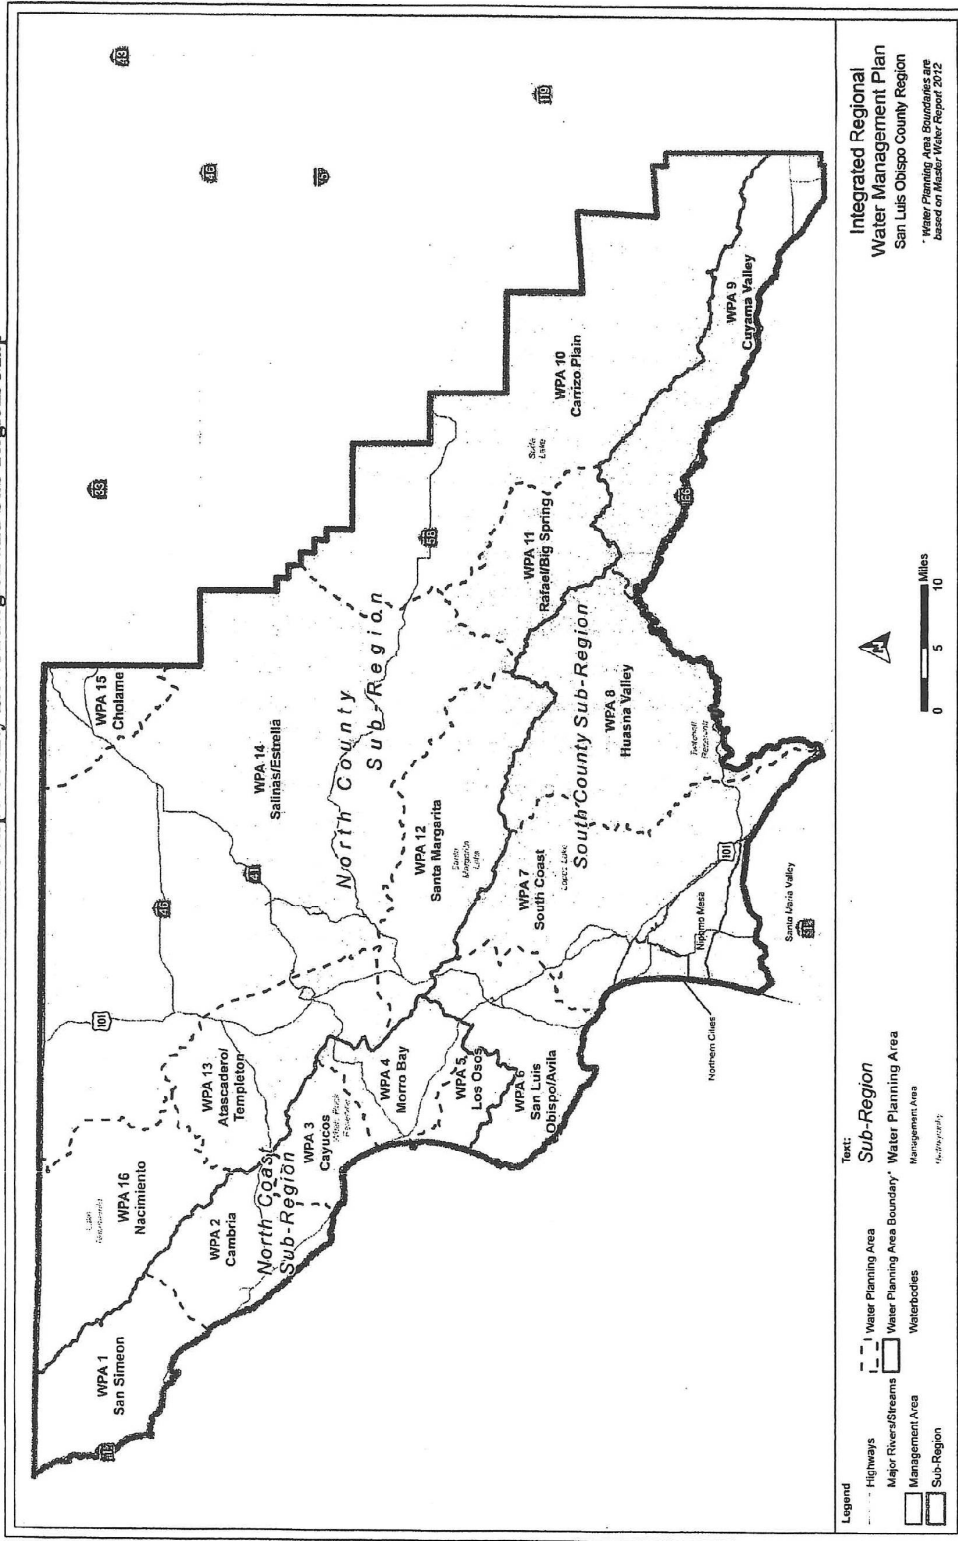 WPA 1
San Simeon
WPA 16
Nacimiento
WPA 2
Cambria
North Coast
Sub-Region
WPA 3
Cayucos
WPA 13
Atascadero/
Templeton
WPA 4
Morro Bay
WPA 5
Los Osos
WPA 6
San Luis
Obispo/Avila
WPA 14
Salinas/Estrella
WPA 15
Cholame
North County
Sub-Region
WPA 12
Santa Margarita
Santa
Margarita
Lake
WPA 7
South Coast
Lopez Lake
South County Sub-Region
WPA 8
Huasna Valley
WPA 11
Rafael/Big Spring
WPA 10
Carrizo Plain
Soda
Lake
WPA 9
Cuyama Valley
Northern Cities
Nipomo Mesa
Santa Maria Valley
101
46
41
58
101
33
43
46
119
Legend
Highways
Major Rivers/Streams
Management Area
Sub-Region
Water Planning Area
Water Planning Area Boundary*
Waterbodies
Text:
Sub-Region
Water Planning Area
Management Area
0 5 10
Miles
Integrated Regional
Water Management Plan
San Luis Obispo County Region
* Water Planning Area Boundaries are
based on Master Water Report 2012